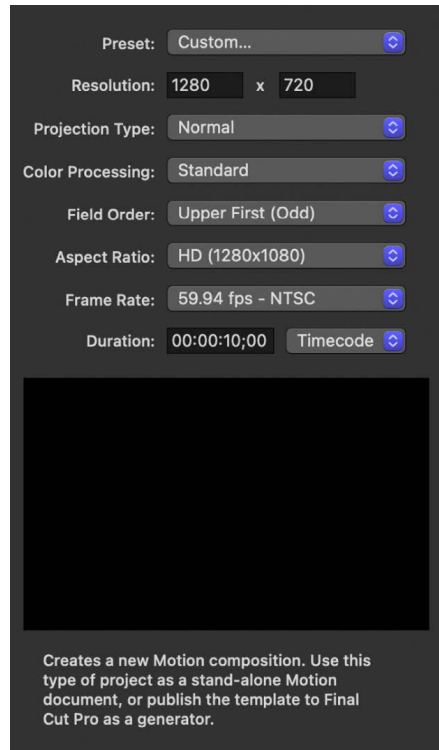 Preset: Custom...
Resolution: 1280 x 720
Projection Type: Normal
Color Processing: Standard
Field Order: Upper First (Odd)
Aspect Ratio: HD (1280x1080)
Frame Rate: 59.94 fps - NTSC
Duration: 00:00:10;00 Timecode
Creates a new Motion composition. Use this
type of project as a stand-alone Motion
document, or publish the template to Final
Cut Pro as a generator.